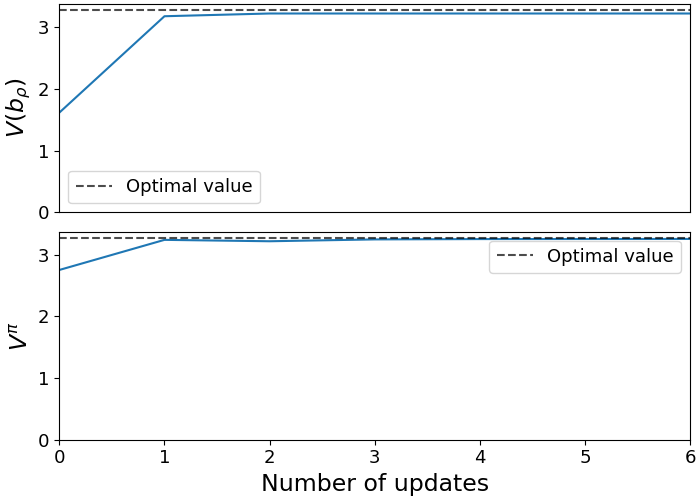 3
2
1
0
V(b_ρ)
Optimal value
3
2
1
0
V^π
Optimal value
0 1 2 3 4 5 6
Number of updates